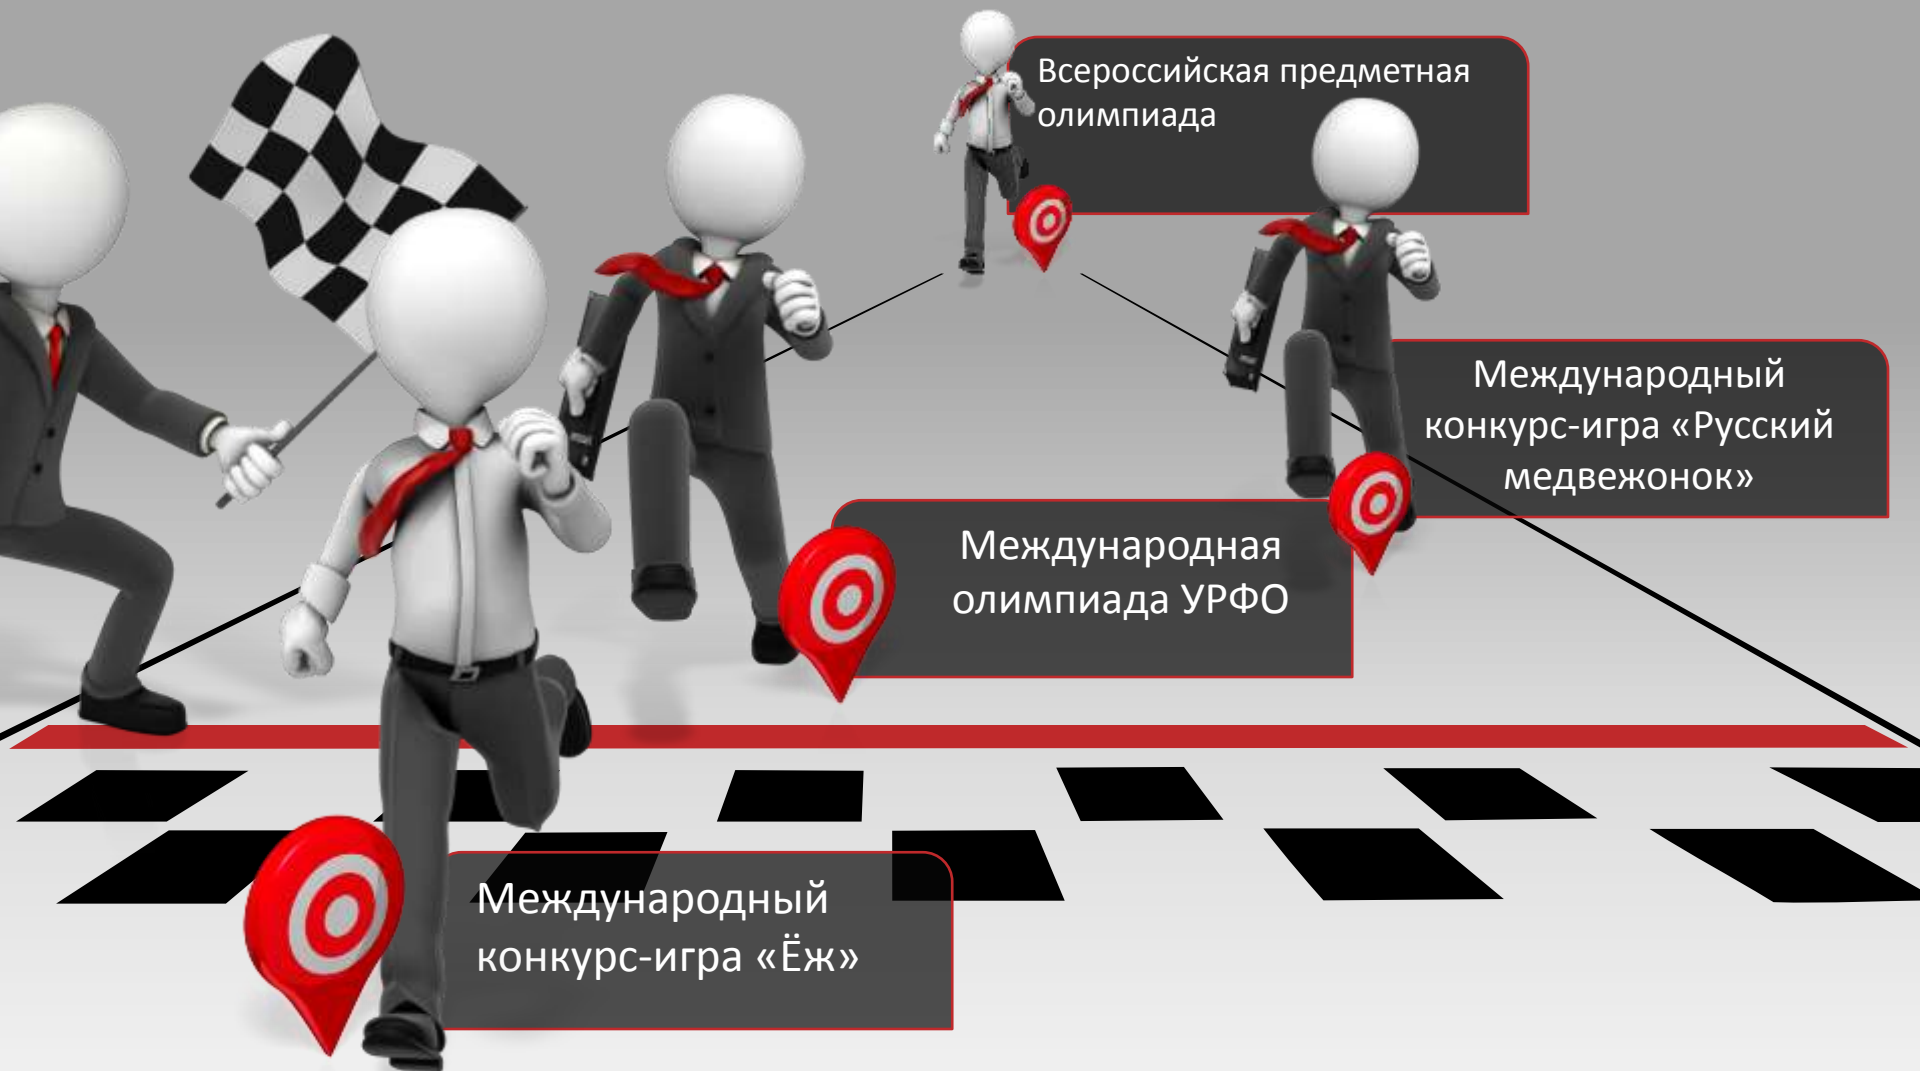 Всероссийская предметная
олимпиада
Международный
конкурс-игра «Русский
медвежонок»
Международная
олимпиада УРФО
Международный
конкурс-игра «Ёж»